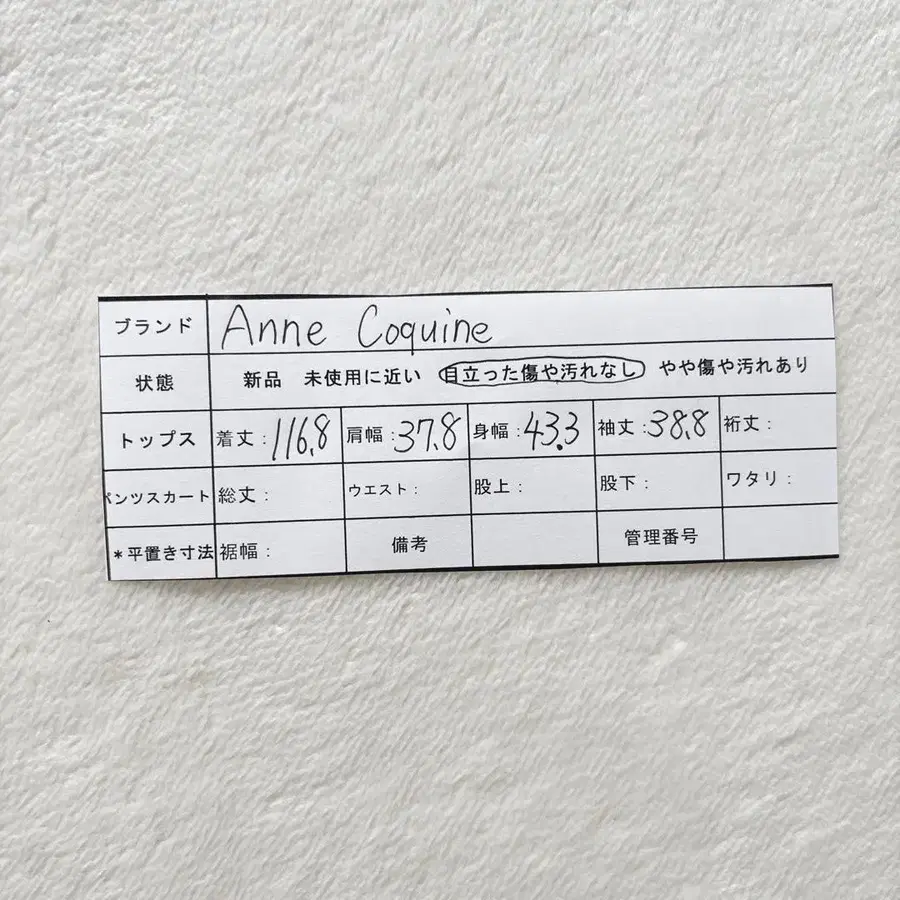 ブランド Anne Coquine
状態 新品 未使用に近い 目立った傷や汚れなし やや傷や汚れあり
トップス 着丈：116.8 肩幅：37.8 身幅：43.3 袖丈：38.8 裄丈：
パンツスカート 総丈： ウエスト： 股上： 股下： ワタリ：
＊平置き寸法 裾幅： 備考 管理番号